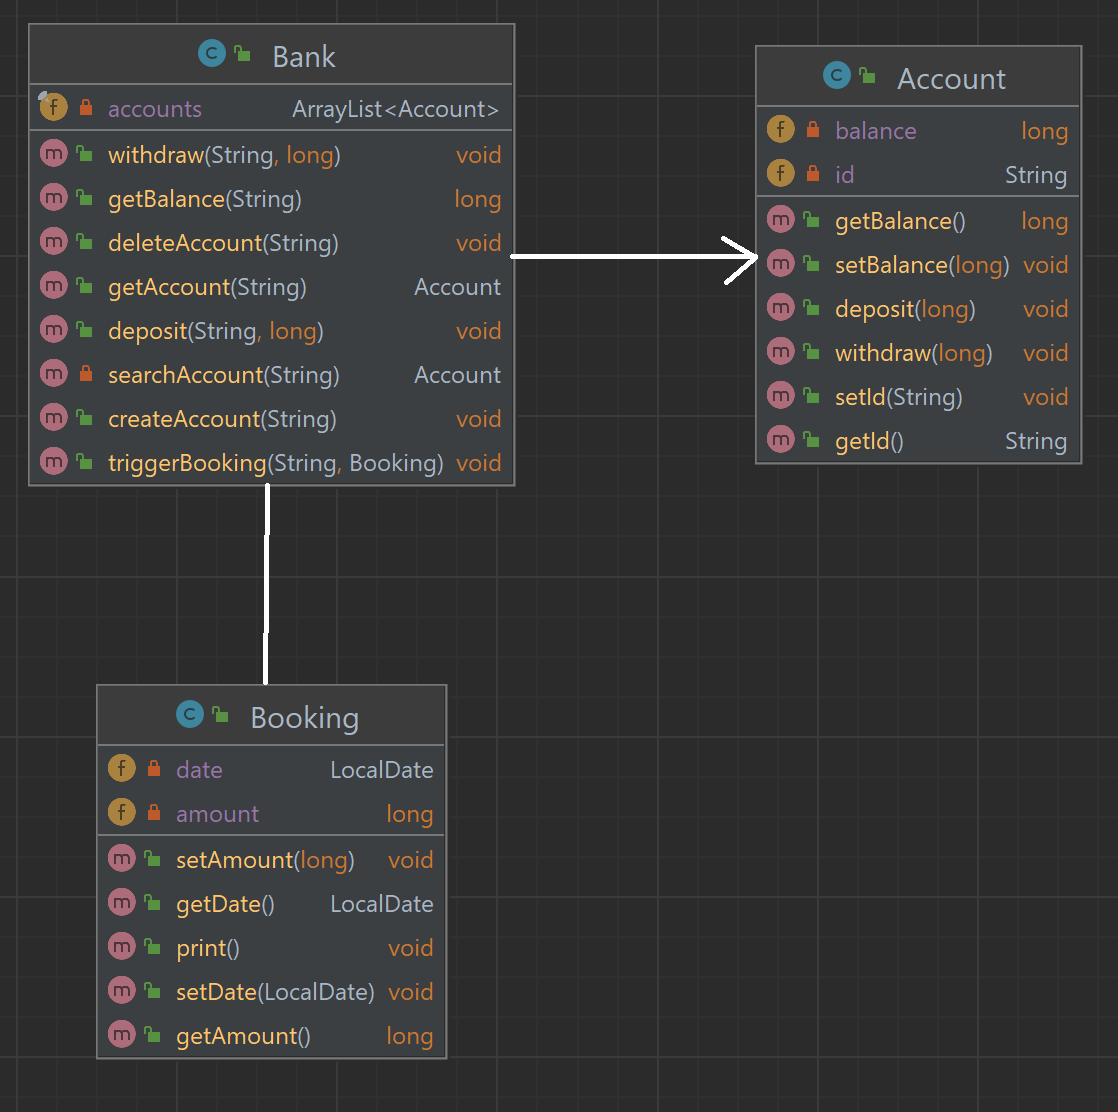 Bank
accounts ArrayList<Account>
withdraw(String, long) void
getBalance(String) long
deleteAccount(String) void
getAccount(String) Account
deposit(String, long) void
searchAccount(String) Account
createAccount(String) void
triggerBooking(String, Booking) void
Account
balance long
id String
getBalance() long
setBalance(long) void
deposit(long) void
withdraw(long) void
setId(String) void
getId() String
Booking
date LocalDate
amount long
setAmount(long) void
getDate() LocalDate
print() void
setDate(LocalDate) void
getAmount() long